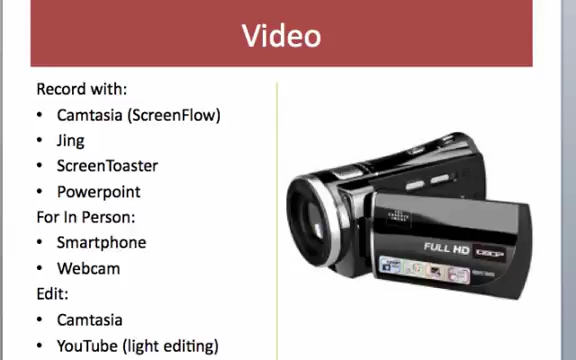 Video
Record with:
• Camtasia (ScreenFlow)
• Jing
• ScreenToaster
• Powerpoint
For In Person:
• Smartphone
• Webcam
Edit:
• Camtasia
• YouTube (light editing)
FULL HD
1080P